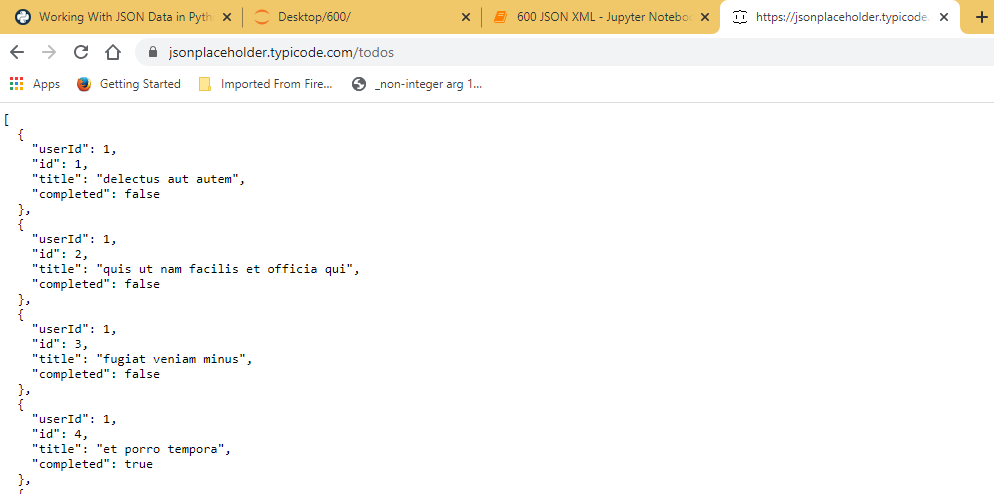 Working With JSON Data in Pyth
Desktop/600/
600 JSON XML - Jupyter Notebo
https://jsonplaceholder.typicode.
jsonplaceholder.typicode.com/todos
Apps
Getting Started
Imported From Fire...
_non-integer arg 1...
[
{
"userId": 1,
"id": 1,
"title": "delectus aut autem",
"completed": false
},
{
"userId": 1,
"id": 2,
"title": "quis ut nam facilis et officia qui",
"completed": false
},
{
"userId": 1,
"id": 3,
"title": "fugiat veniam minus",
"completed": false
},
{
"userId": 1,
"id": 4,
"title": "et porro tempora",
"completed": true
},
{